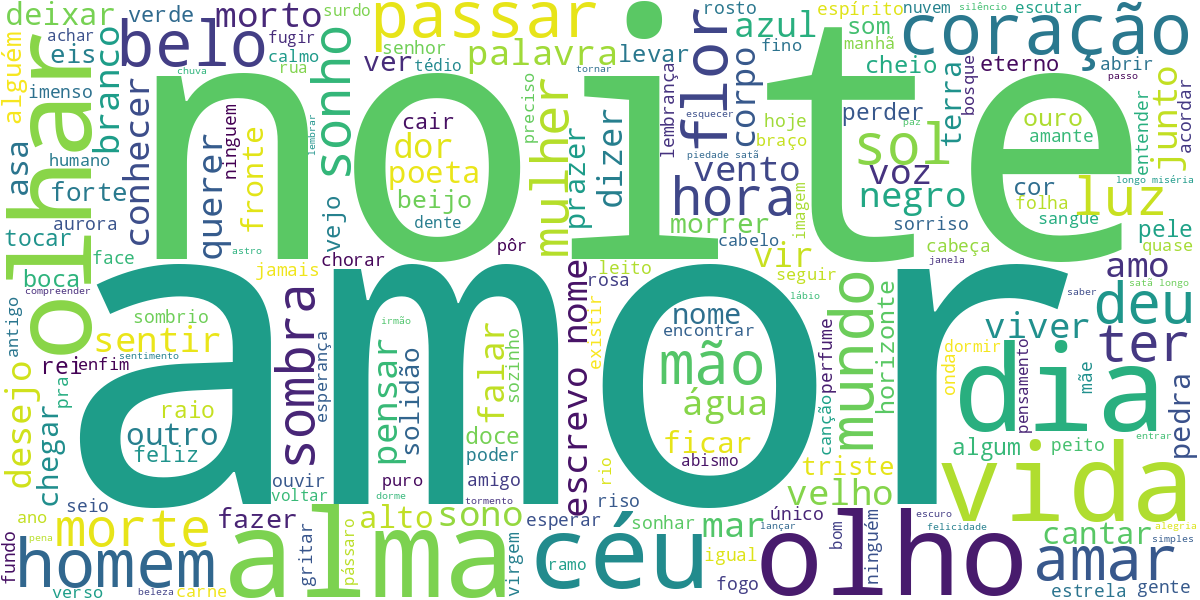 deixar
verde
surdo
passar
rosto
espírito
nuvem
silêncio
escutar
morto
achar
fugir
belo
calmo
rua
senhor
tédio
ver
palavra
levar
azul
fino
som
manhã
coração
cheio
eterno
abrir
passo
alguém
eis
branco
imenso
olhar
chuva
noite
sonho
tornar
flor
corpo
bosque
terra
acordar
junto
entender
asa
humano
forte
aurora
tocar
face
conhecer
querer
ninguem
fronte
lembrar
cair
dor
poeta
beijo
dente
preciso
mulher
prazer
dizer
esquecer
lembrança
piedade satã
vento
hora
morrer
cabelo
hoje
braço
paz
imagem
perder
sol
voz
negro
sorriso
ouro
amante
cor
folha
sangue
luz
longo miséria
pele
quase
cabeça
janela
boca
compreender
astro
jamais
vejo
chorar
pôr
leito
rosa
vir
seguir
lábio
amo
satã longo
saber
antigo
sombrio
sentir
sentimento
rei
enfim
amor
sombra
esperança
irmão
pensar
solidão
falar
sozinho
escrevo nome
existir
nome
encontrar
mão
água
ficar
abismo
canção
perfume
mundo
horizonte
deu
viver
ter
dormir
onda
dia
pensamento
mãe
pedra
entrar
desejo
pra
chegar
raio
outro
feliz
ouvir
voltar
puro
dorme
doce
poder
amigo
tormento
rio
riso
triste
velho
algum
peito
vida
seio
ano
pena
morte
fundo
homem
verso
beleza
carne
fazer
alma
gritar
pássaro
alto
sono
virgem
esperar
ramo
céu
sonhar
igual
mar
fogo
lançar
único
olho
bom
ninguém
escuro
felicidade
cantar
amar
estrela
alegria
simples
gente